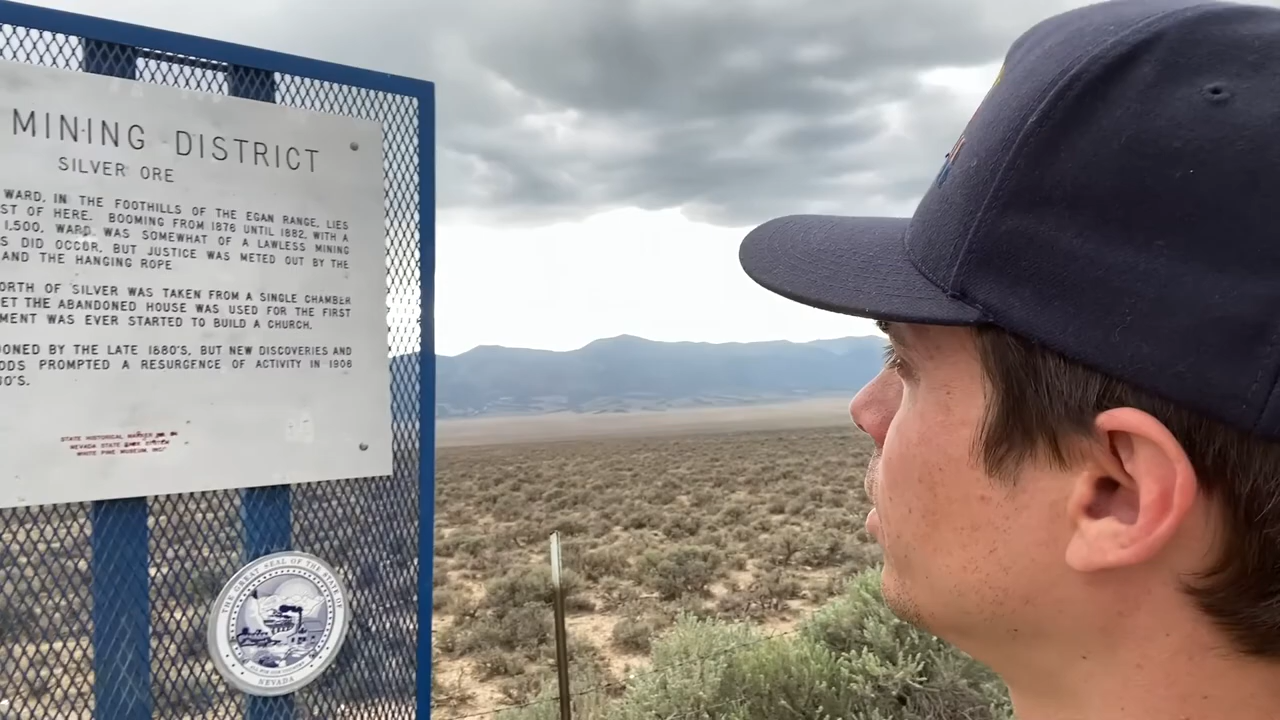 MINING DISTRICT
SILVER ORE
WARD, IN THE FOOTHILLS OF THE EGAN RANGE, LIES
ST OF HERE. BOOMING FROM 1876 UNTIL 1882, WITH A
1,500, WARD WAS SOMEWHAT OF A LAWLESS MINING
S DID OCCUR, BUT JUSTICE WAS METED OUT BY THE
AND THE HANGING ROPE
ORTH OF SILVER WAS TAKEN FROM A SINGLE CHAMBER
ET THE ABANDONED HOUSE WAS USED FOR THE FIRST
MENT WAS EVER STARTED TO BUILD A CHURCH.
ONED BY THE LATE 1880'S, BUT NEW DISCOVERIES AND
ODS PROMPTED A RESURGENCE OF ACTIVITY IN 1906
0'S.
STATE HISTORICAL MARKER
NEVADA STATE PARK SYSTEM
WHITE PINE MUSEUM, INC.
THE GREAT SEAL OF THE STATE OF
NEVADA